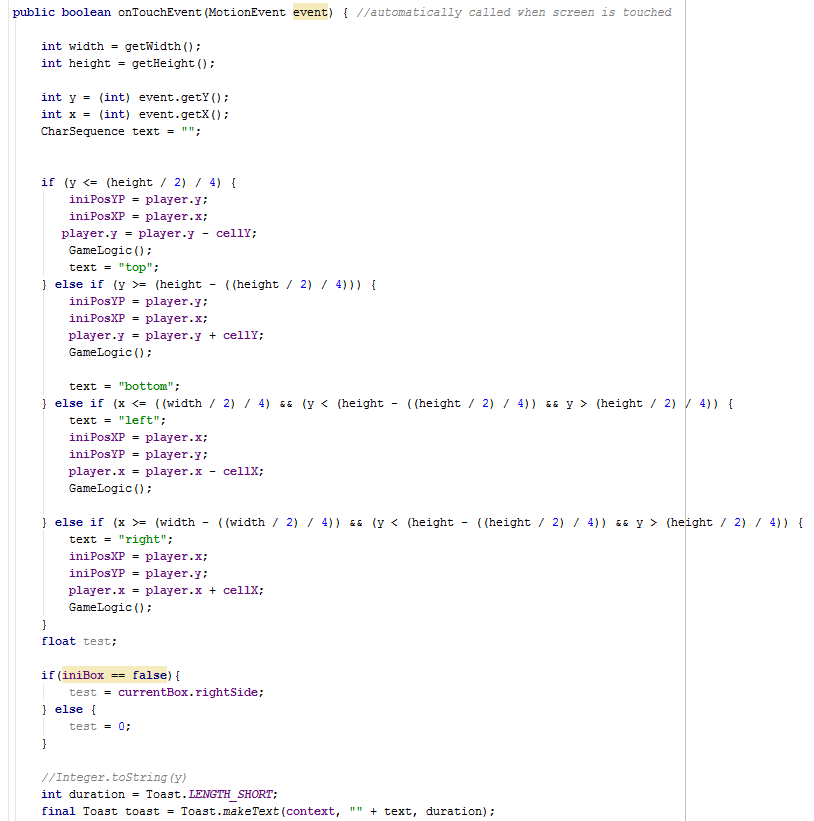 public boolean onTouchEvent(MotionEvent event) { //automatically called when screen is touched
int width = getWidth();
int height = getHeight();
int y = (int) event.getY();
int x = (int) event.getX();
CharSequence text = "";
if (y <= (height / 2) / 4) {
iniPosYP = player.y;
iniPosXP = player.x;
player.y = player.y - cellY;
GameLogic();
text = "top";
} else if (y >= (height - ((height / 2) / 4))) {
iniPosYP = player.y;
iniPosXP = player.x;
player.y = player.y + cellY;
GameLogic();
text = "bottom";
} else if (x <= ((width / 2) / 4) && (y < (height - ((height / 2) / 4)) && y > (height / 2) / 4)) {
text = "left";
iniPosXP = player.x;
iniPosYP = player.y;
player.x = player.x - cellX;
GameLogic();
} else if (x >= (width - ((width / 2) / 4)) && (y < (height - ((height / 2) / 4)) && y > (height / 2) / 4)) {
text = "right";
iniPosXP = player.x;
iniPosYP = player.y;
player.x = player.x + cellX;
GameLogic();
}
float test;
if(iniBox == false){
test = currentBox.rightSide;
} else {
test = 0;
}
//Integer.toString(y)
int duration = Toast.LENGTH_SHORT;
final Toast toast = Toast.makeText(context, "" + text, duration);